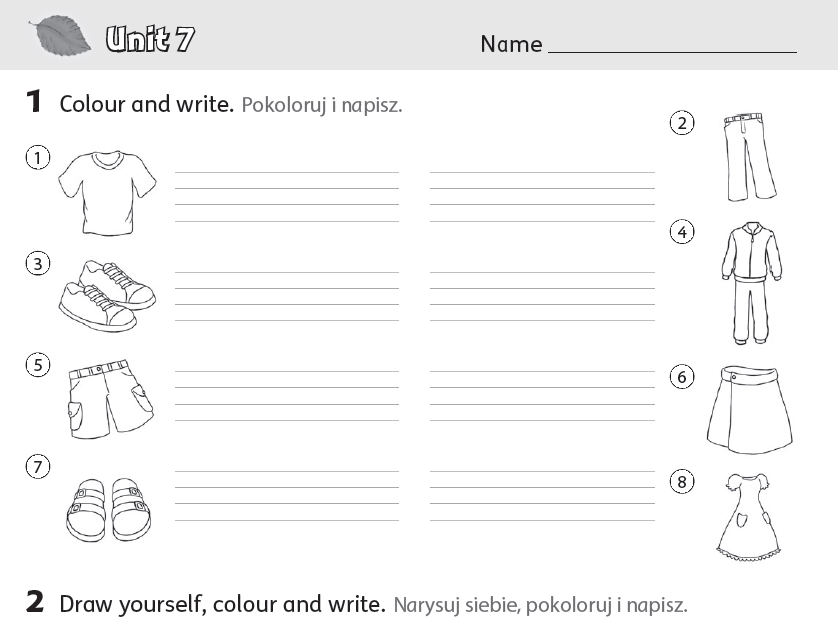 Unit 7
Name
1 Colour and write. Pokoloruj i napisz.
1
2
3
4
5
6
7
8
2 Draw yourself, colour and write. Narysuj siebie, pokoloruj i napisz.